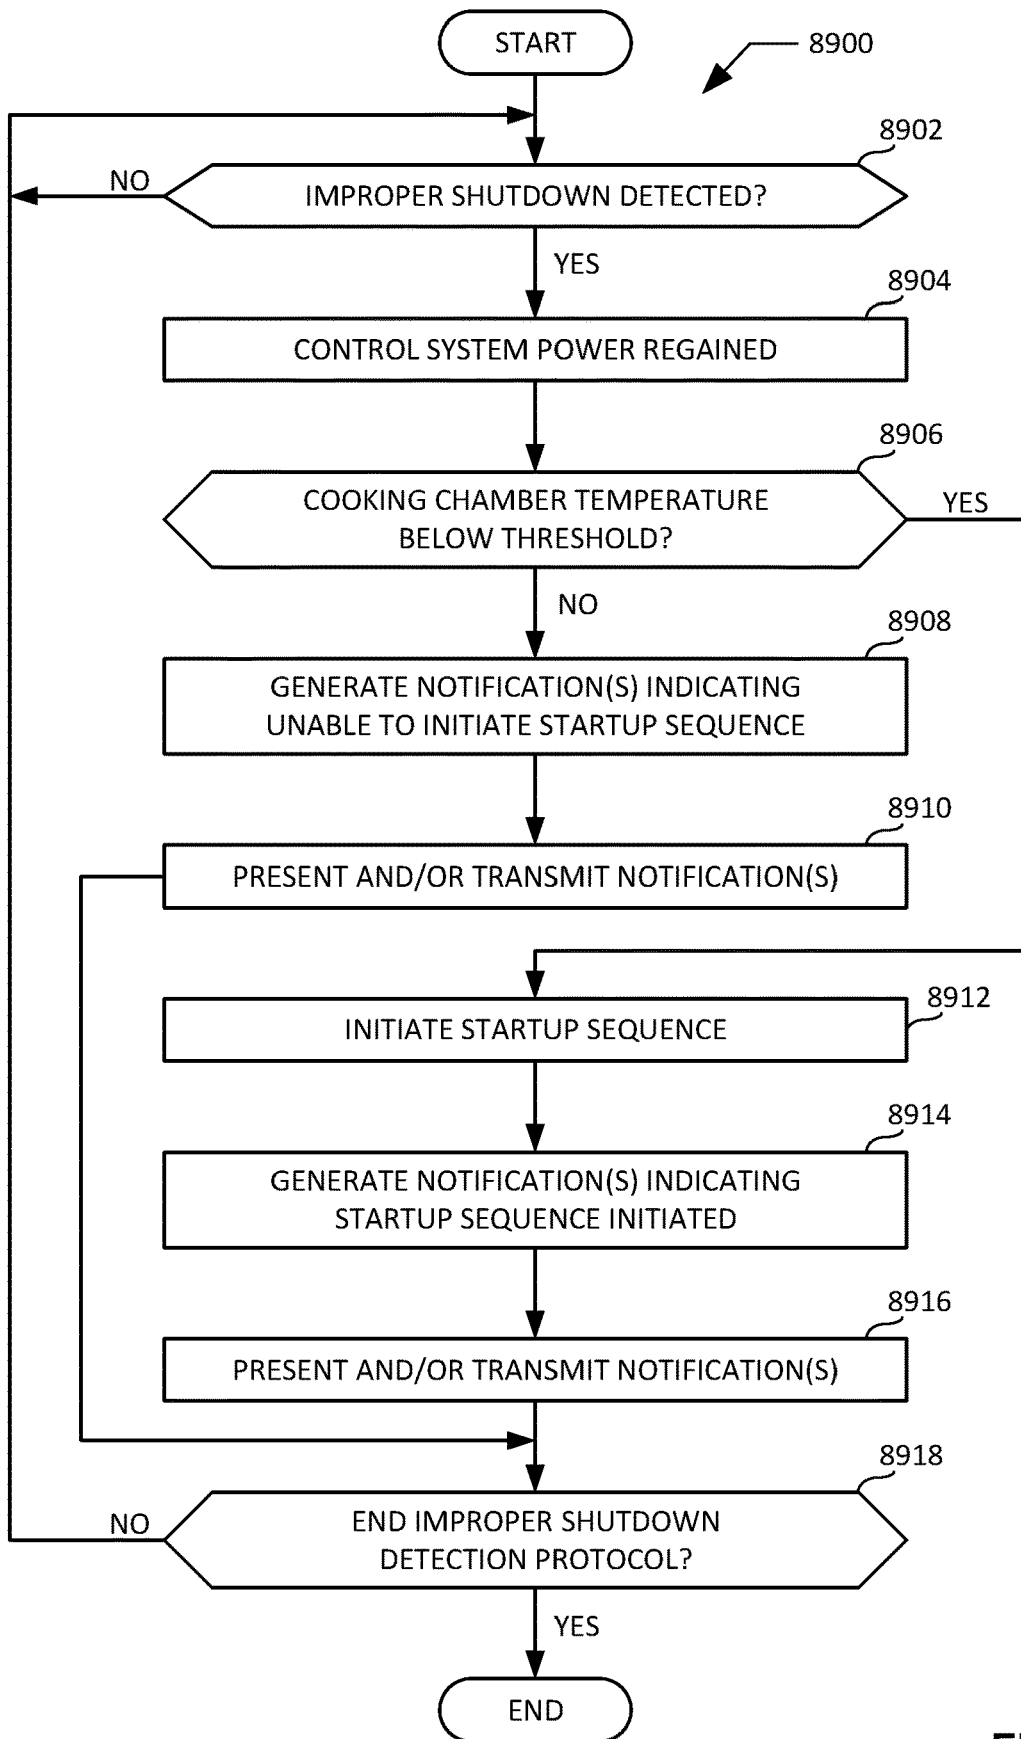 START
8900
8902
NO
IMPROPER SHUTDOWN DETECTED?
YES
8904
CONTROL SYSTEM POWER REGAINED
8906
COOKING CHAMBER TEMPERATURE
BELOW THRESHOLD?
YES
NO
8908
GENERATE NOTIFICATION(S) INDICATING
UNABLE TO INITIATE STARTUP SEQUENCE
8910
PRESENT AND/OR TRANSMIT NOTIFICATION(S)
8912
INITIATE STARTUP SEQUENCE
8914
GENERATE NOTIFICATION(S) INDICATING
STARTUP SEQUENCE INITIATED
8916
PRESENT AND/OR TRANSMIT NOTIFICATION(S)
8918
NO
END IMPROPER SHUTDOWN
DETECTION PROTOCOL?
YES
END